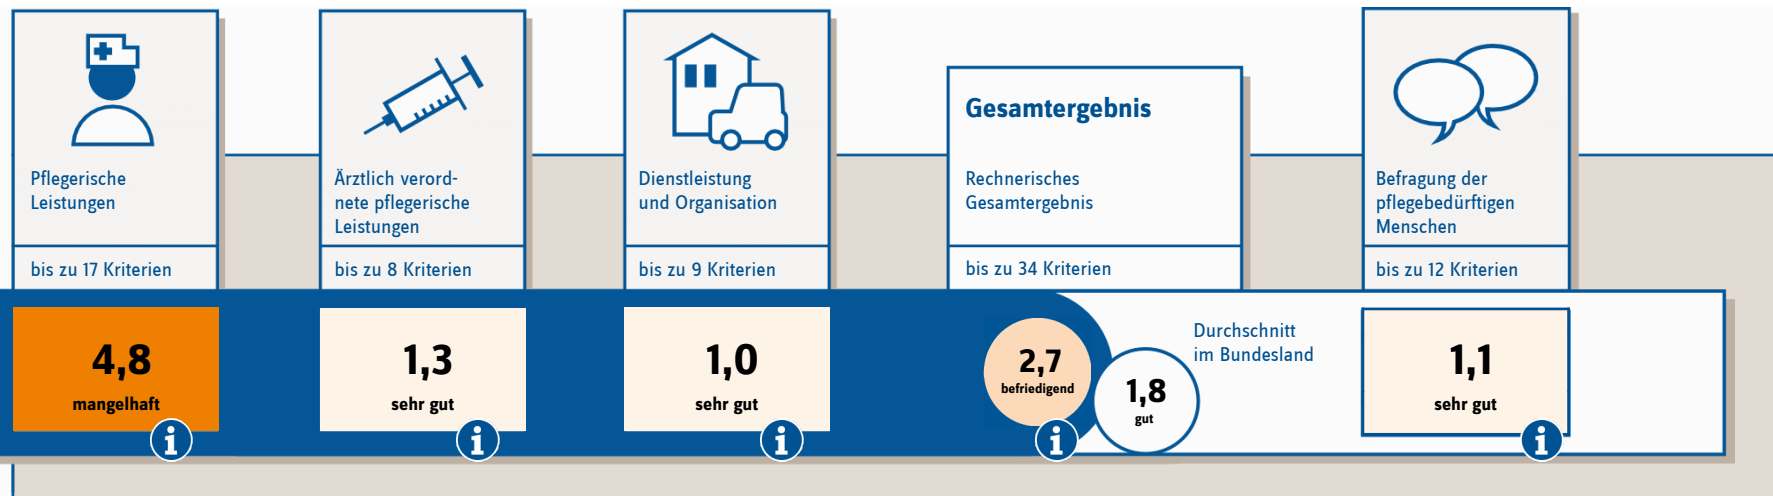 Pflegerische
Leistungen
bis zu 17 Kriterien
4,8
mangelhaft
i
Ärztlich verord-
nete pflegerische
Leistungen
bis zu 8 Kriterien
1,3
sehr gut
i
Dienstleistung
und Organisation
bis zu 9 Kriterien
1,0
sehr gut
i
Gesamtergebnis
Rechnerisches
Gesamtergebnis
bis zu 34 Kriterien
2,7
befriedigend
i
1,8
gut
Durchschnitt
im Bundesland
Befragung der
pflegebedürftigen
Menschen
bis zu 12 Kriterien
1,1
sehr gut
i